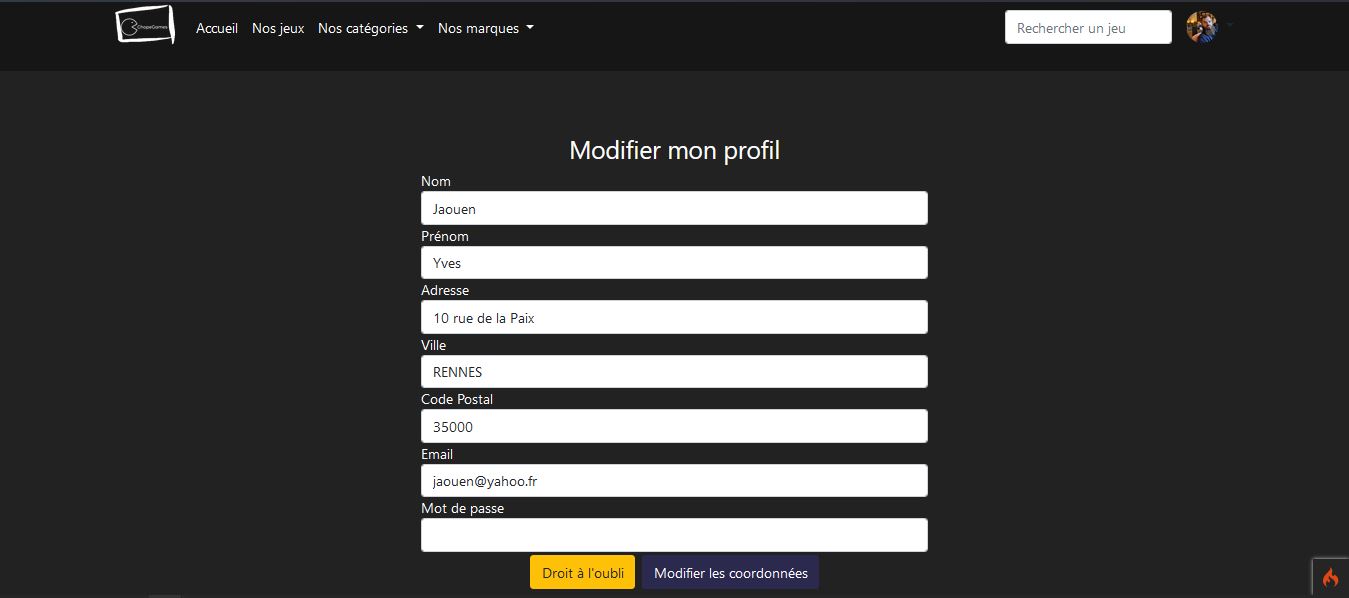 ChopeGames
Accueil Nos jeux Nos catégories Nos marques Rechercher un jeu
Modifier mon profil
Nom
Jaouen
Prénom
Yves
Adresse
10 rue de la Paix
Ville
RENNES
Code Postal
35000
Email
jaouen@yahoo.fr
Mot de passe
Droit à l'oubli Modifier les coordonnées